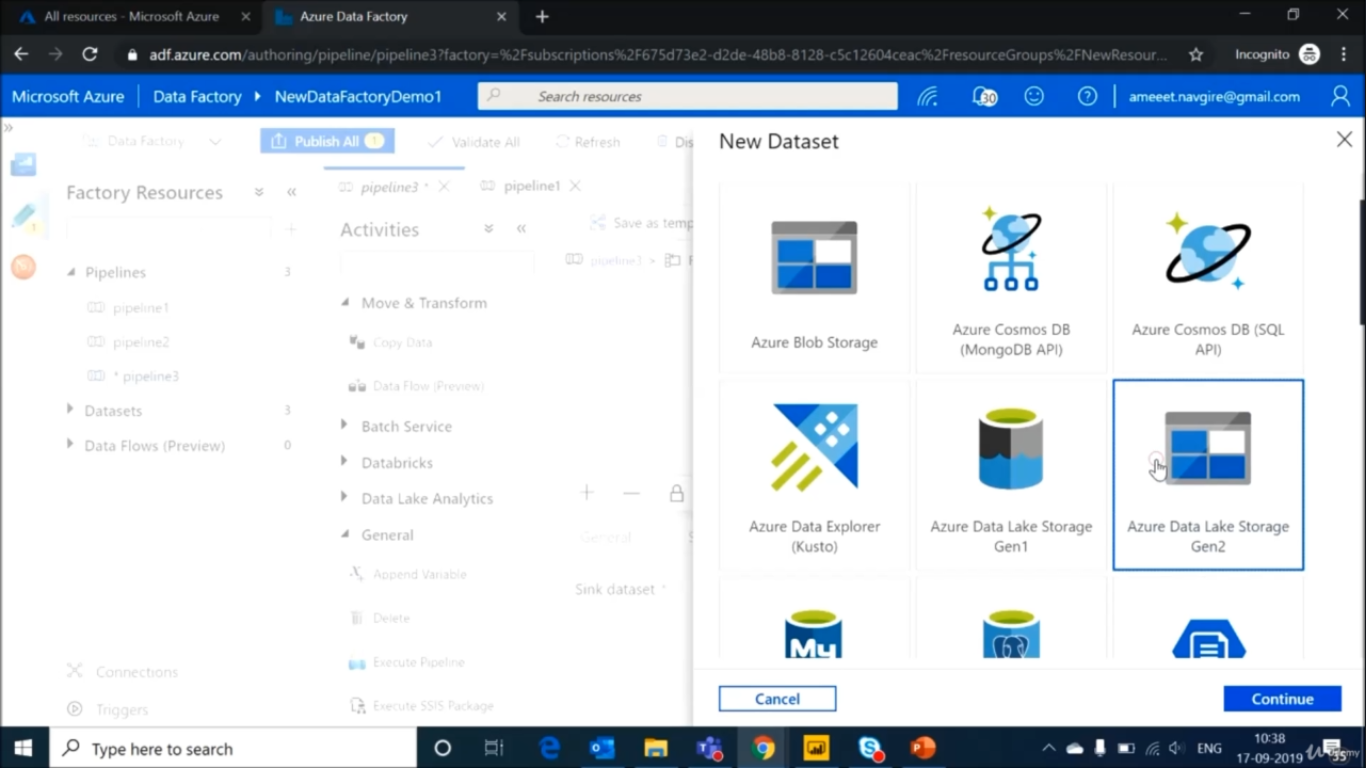 All resources - Microsoft Azure
Azure Data Factory
adf.azure.com/authoring/pipeline/pipeline3?factory=%2Fsubscriptions%2F675d73e2-d2de-48b8-8128-c5c12604ceac%2FresourceGroups%2FNewResour...
Incognito
Microsoft Azure
Data Factory
NewDataFactoryDemo1
Search resources
30
ameeet.navgire@gmail.com
Data Factory
Publish All 1
Validate All
Refresh
Dis
Factory Resources
Pipelines 3
pipeline1
pipeline2
* pipeline3
Datasets 3
Data Flows (Preview) 0
Connections
Triggers
pipeline3 *
pipeline1
Save as temp
Activities
pipeline3 >
Move & Transform
Copy Data
Data Flow (Preview)
Batch Service
Databricks
Data Lake Analytics
General
Append Variable
Delete
Execute Pipeline
Execute SSIS Package
General
Sink dataset *
New Dataset
Azure Blob Storage
Azure Cosmos DB
(MongoDB API)
Azure Cosmos DB (SQL
API)
Azure Data Explorer
(Kusto)
Azure Data Lake Storage
Gen1
Azure Data Lake Storage
Gen2
My
Cancel
Continue
Type here to search
ENG
10:38
17-09-2019